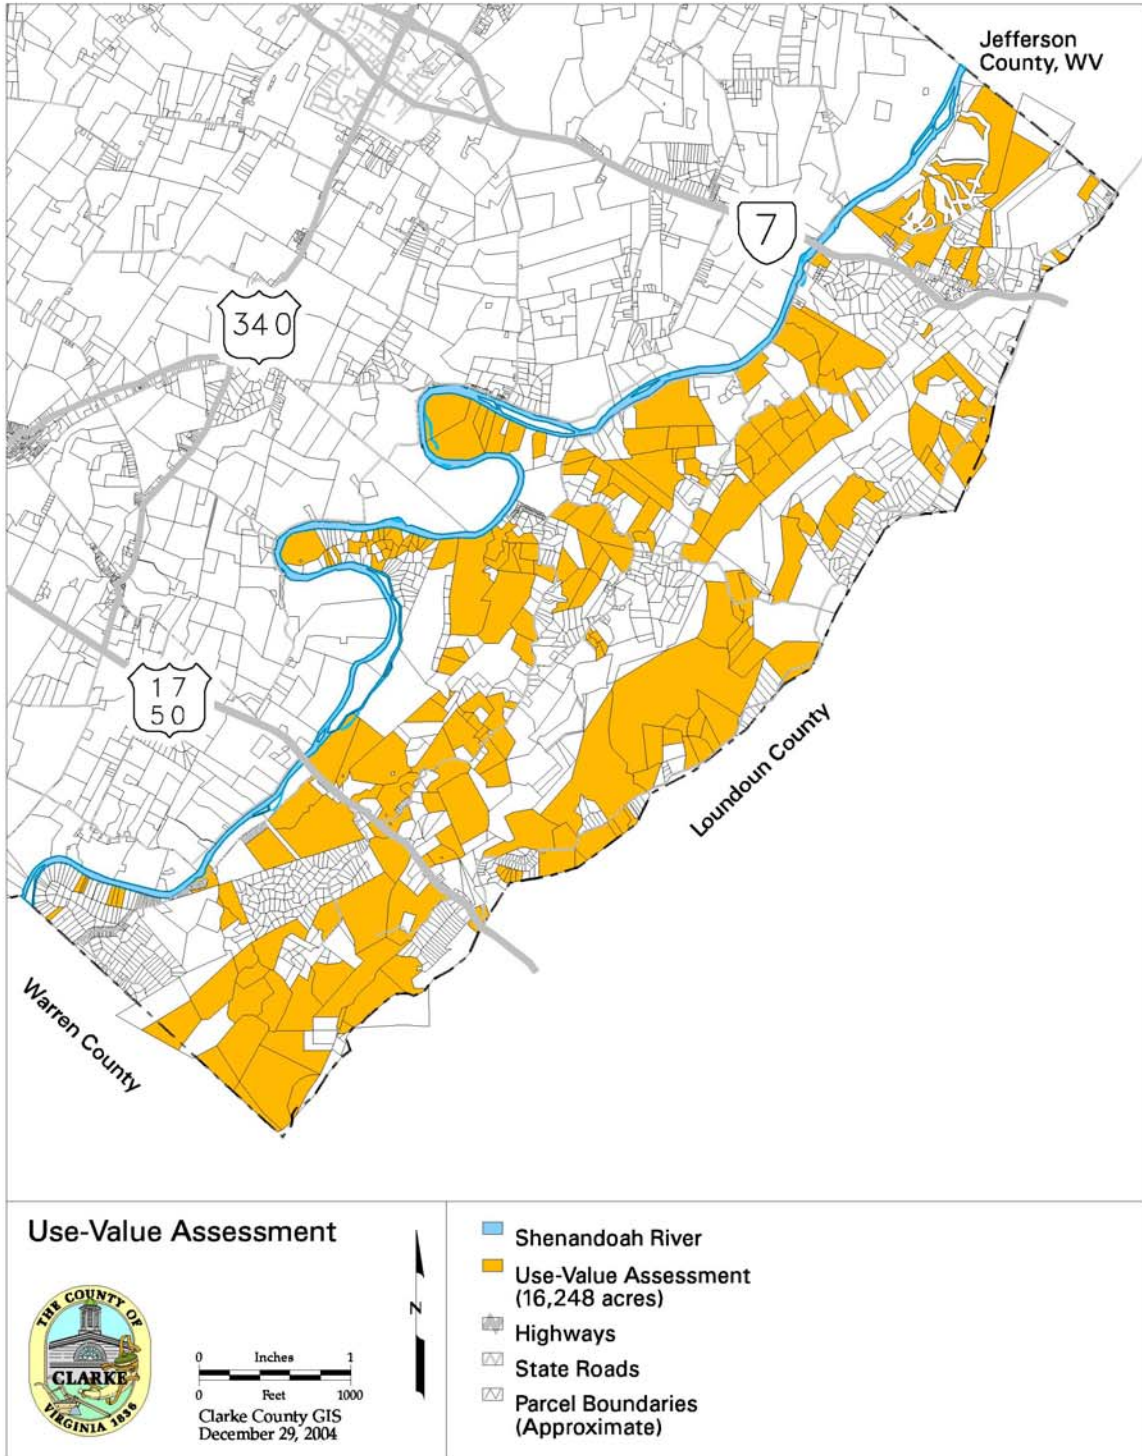 Jefferson
County, WV
7
340
17
50
Loundoun County
Warren County
Use-Value Assessment
THE COUNTY OF
CLARKE
VIRGINIA 1836
0 Inches 1
0 Feet 1000
Clarke County GIS
December 29, 2004
N
Shenandoah River
Use-Value Assessment
(16,248 acres)
Highways
State Roads
Parcel Boundaries
(Approximate)